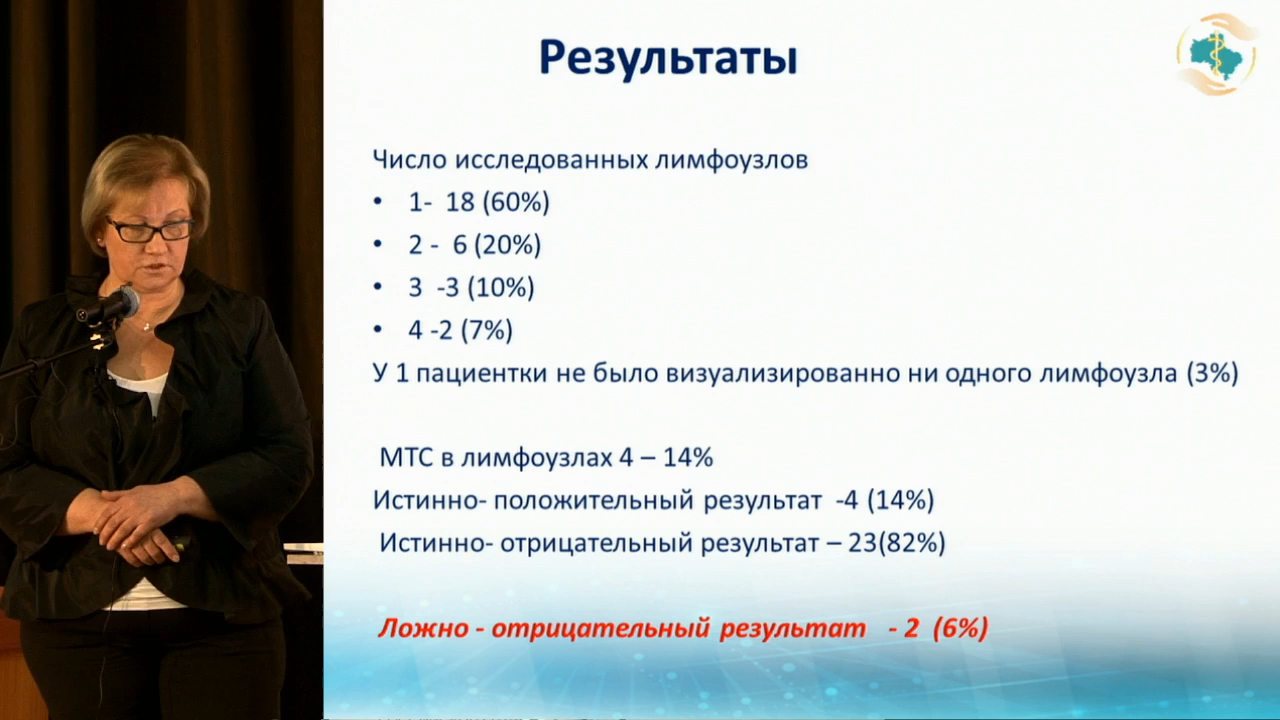 Результаты
Число исследованных лимфоузлов
• 1- 18 (60%)
• 2 - 6 (20%)
• 3 -3 (10%)
• 4 -2 (7%)
У 1 пациентки не было визуализированно ни одного лимфоузла (3%)
МТС в лимфоузлах 4 – 14%
Истинно- положительный результат -4 (14%)
Истинно- отрицательный результат – 23(82%)
Ложно - отрицательный результат - 2 (6%)